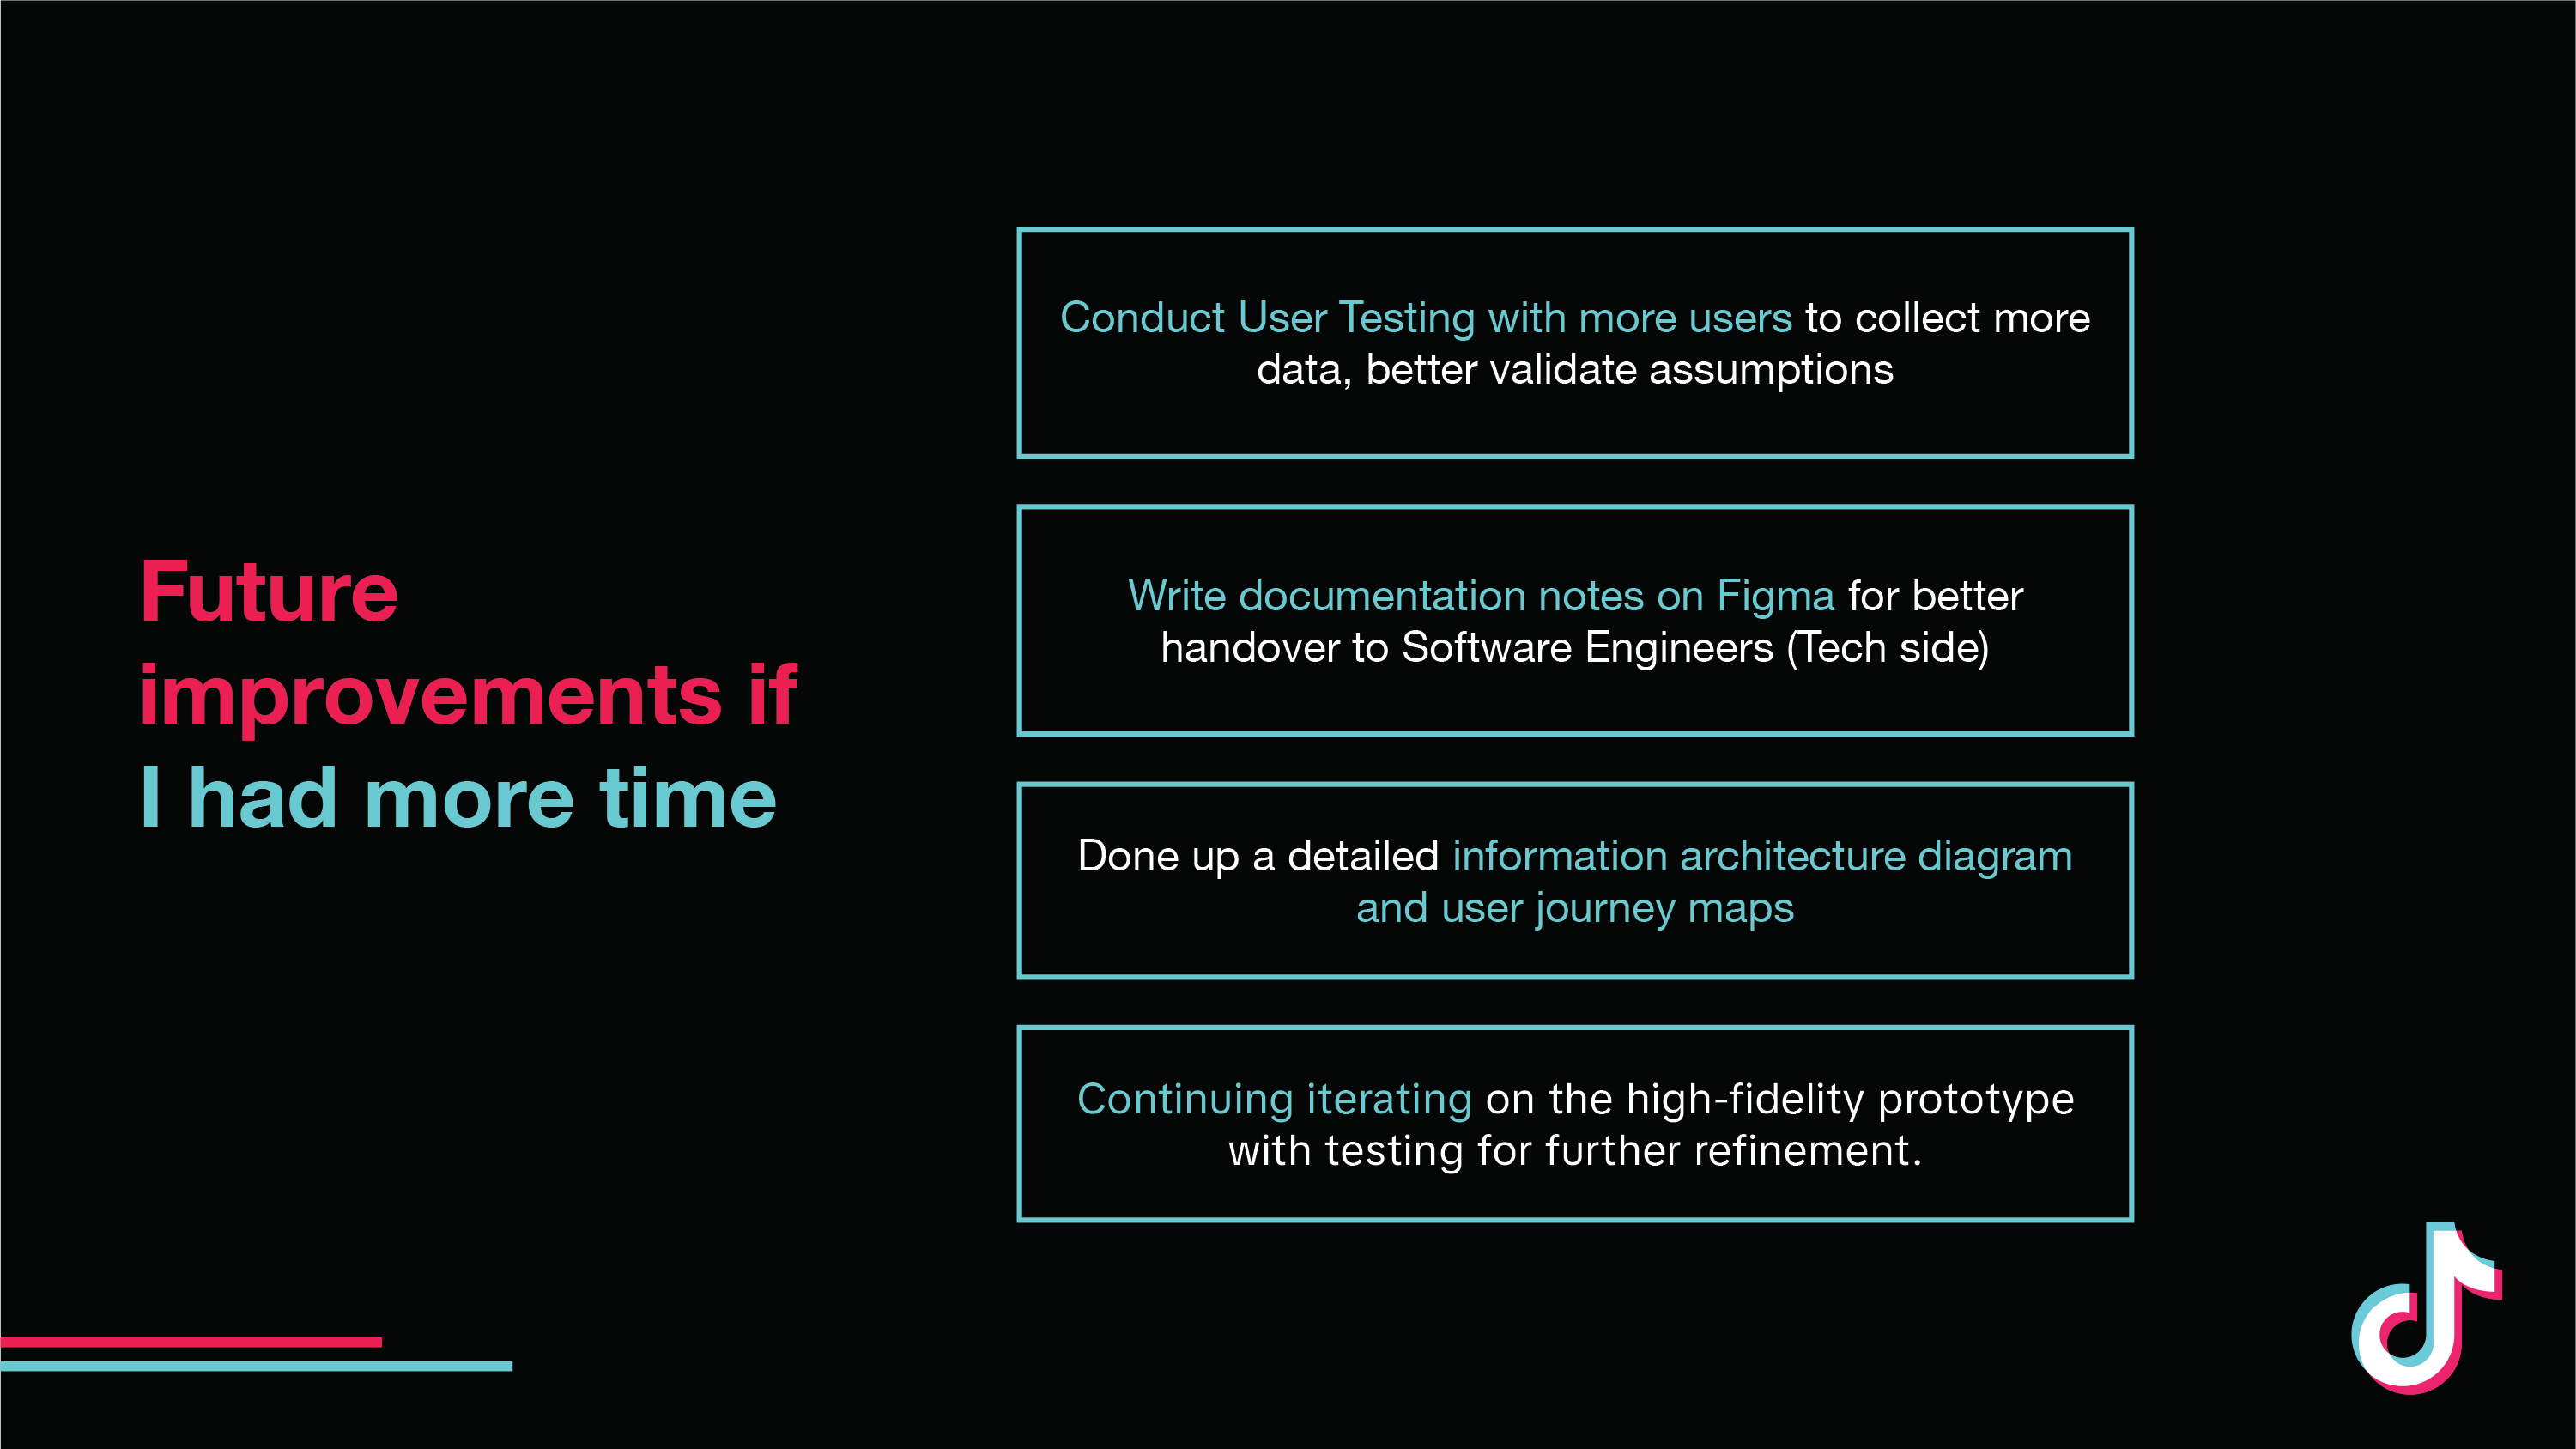 Future
improvements if
I had more time
Conduct User Testing with more users to collect more
data, better validate assumptions
Write documentation notes on Figma for better
handover to Software Engineers (Tech side)
Done up a detailed information architecture diagram
and user journey maps
Continuing iterating on the high-fidelity prototype
with testing for further refinement.